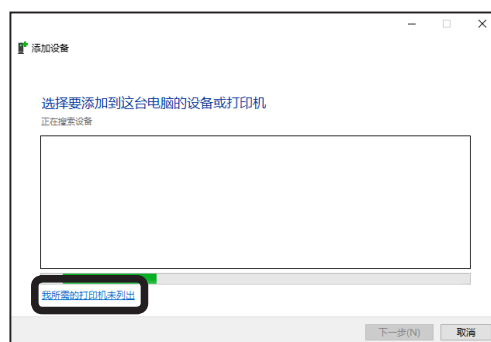 添加设备
选择要添加到这台电脑的设备或打印机
正在搜索设备
我所需的打印机未列出
下一步(N)
取消